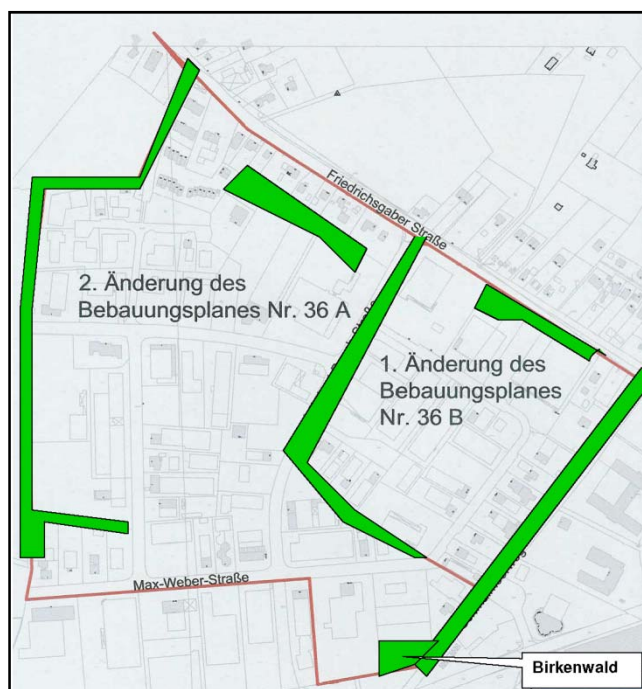 Friedrichsgaber Straße
2. Änderung des
Bebauungsplanes Nr. 36 A
1. Änderung des
Bebauungsplanes
Nr. 36 B
Max-Weber-Straße
Birkenwald